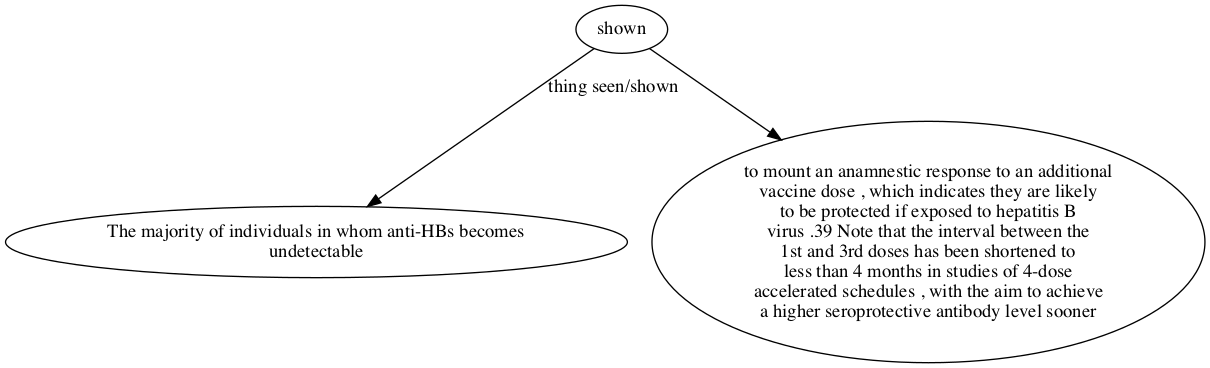 shown
thing seen/shown
The majority of individuals in whom anti-HBs becomes
undetectable
to mount an anamnestic response to an additional
vaccine dose , which indicates they are likely
to be protected if exposed to hepatitis B
virus .39 Note that the interval between the
1st and 3rd doses has been shortened to
less than 4 months in studies of 4-dose
accelerated schedules , with the aim to achieve
a higher seroprotective antibody level sooner